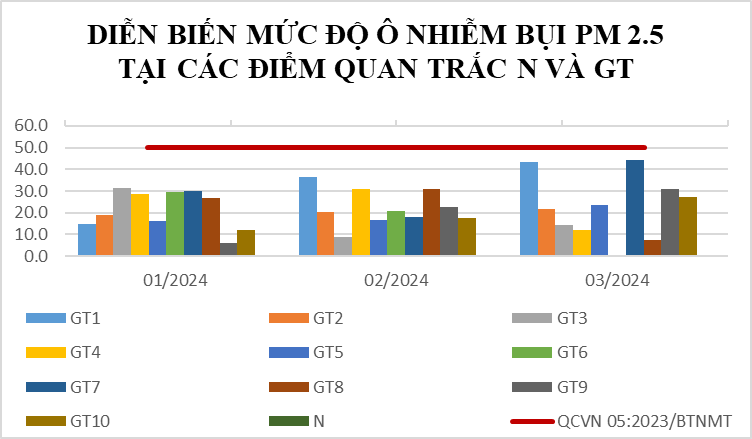 DIỄN BIẾN MỨC ĐỘ Ô NHIỄM BỤI PM 2.5
TẠI CÁC ĐIỂM QUAN TRẮC N VÀ GT
60.0
50.0
40.0
30.0
20.0
10.0
0.0
01/2024 02/2024 03/2024
GT1 GT2 GT3
GT4 GT5 GT6
GT7 GT8 GT9
GT10 N QCVN 05:2023/BTNMT